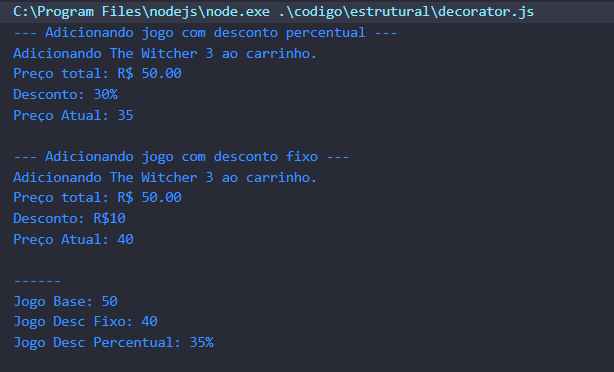 C:\Program Files\nodejs\node.exe .\codigo\estrutural\decorator.js
--- Adicionando jogo com desconto percentual ---
Adicionando The Witcher 3 ao carrinho.
Preço total: R$ 50.00
Desconto: 30%
Preço Atual: 35
--- Adicionando jogo com desconto fixo ---
Adicionando The Witcher 3 ao carrinho.
Preço total: R$ 50.00
Desconto: R$10
Preço Atual: 40
------
Jogo Base: 50
Jogo Desc Fixo: 40
Jogo Desc Percentual: 35%